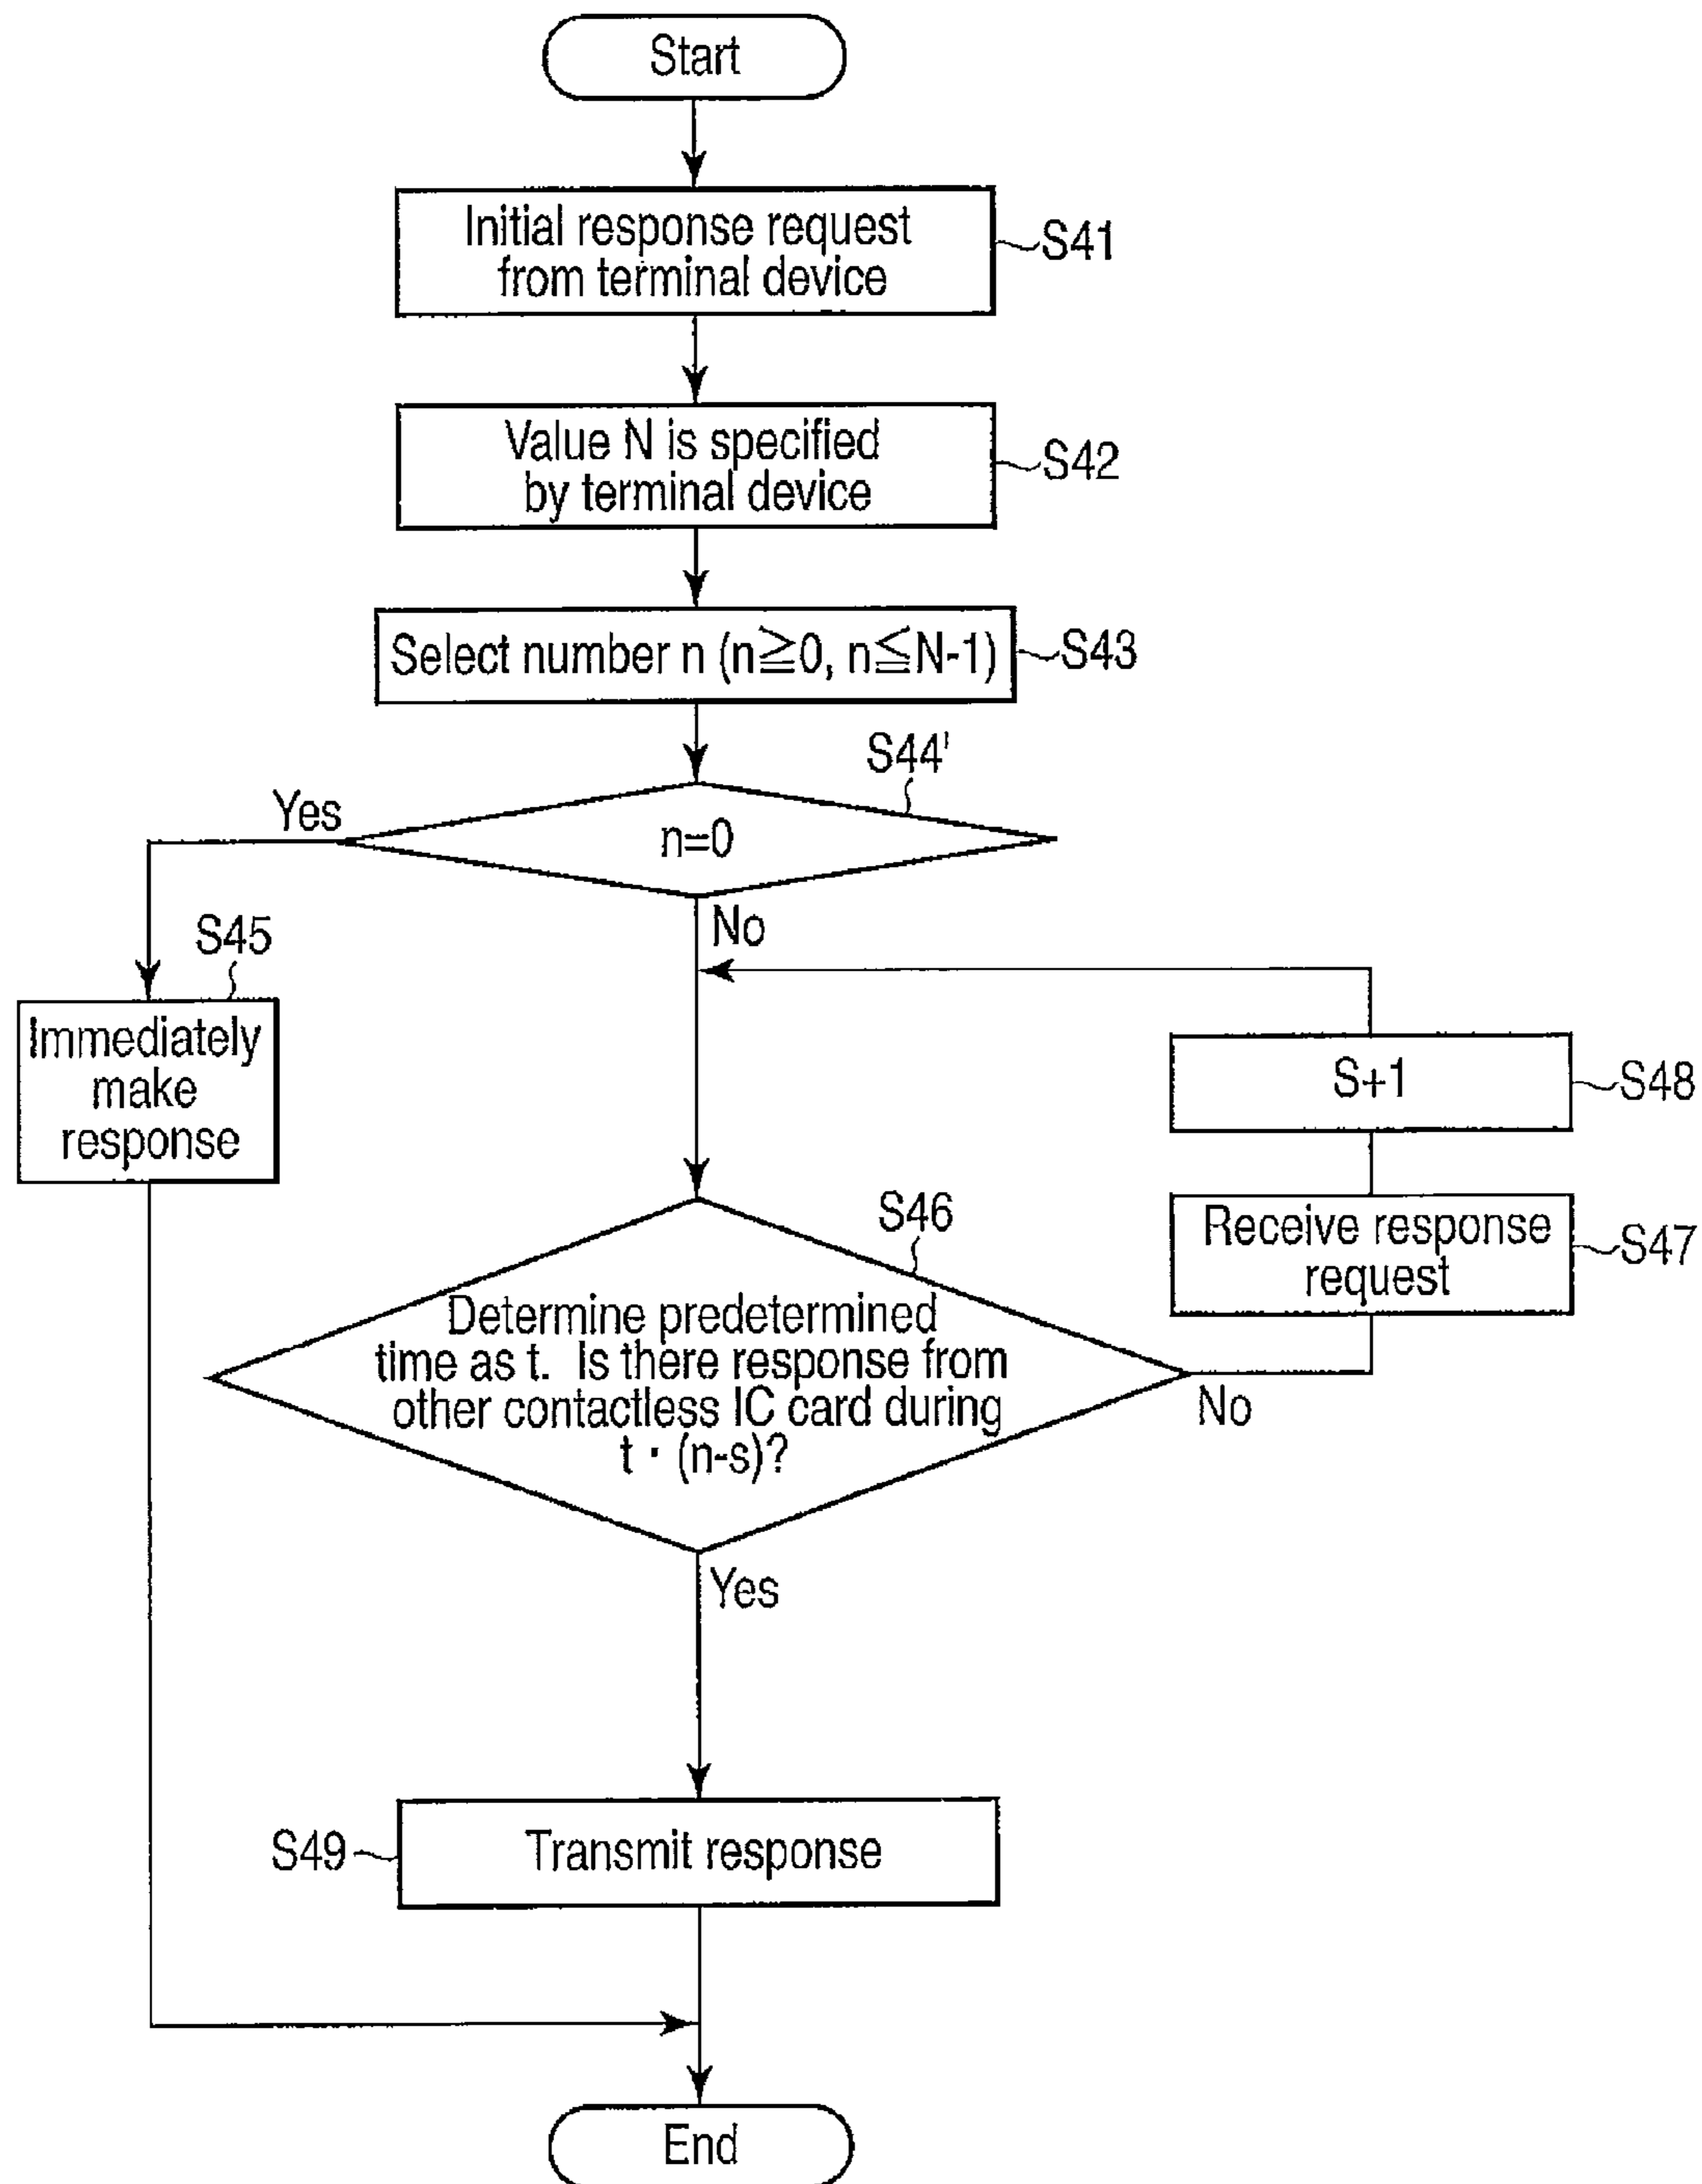 Start
Initial response request
from terminal device
S41
Value N is specified
by terminal device
S42
Select number n (n≧0, n≦N-1)
S43
S44'
Yes
n=0
No
S45
Immediately
make
response
S+1
S48
Receive response
request
S47
S46
Determine predetermined
time as t. Is there response from
other contactless IC card during
t · (n-s)?
No
Yes
S49
Transmit response
End